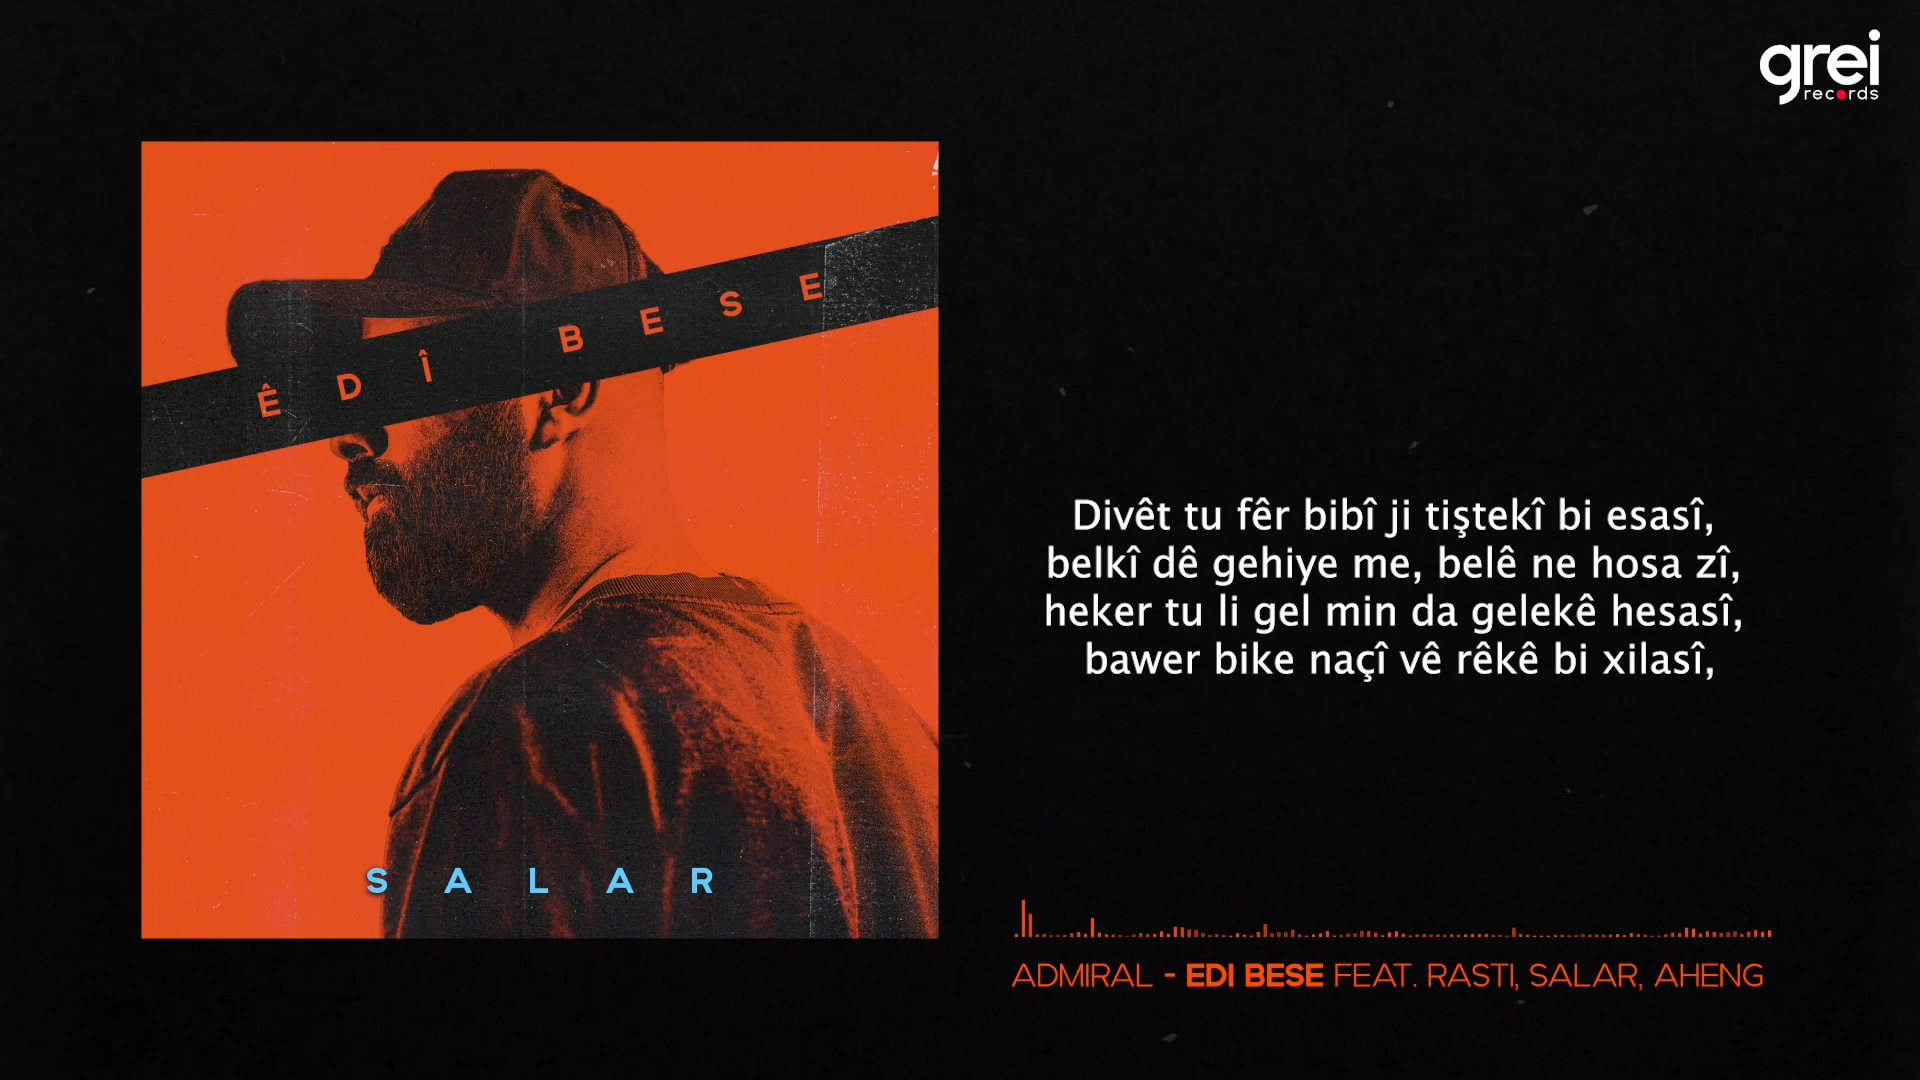 grei
records
ÊDÎ BESE
SALAR
Divêt tu fêr bibî ji tiştekî bi esasî,
belkî dê gehiye me, belê ne hosa zî,
heker tu li gel min da gelekê hesasî,
bawer bike naçî vê rêkê bi xilasî,
ADMIRAL - EDI BESE FEAT. RASTI, SALAR, AHENG